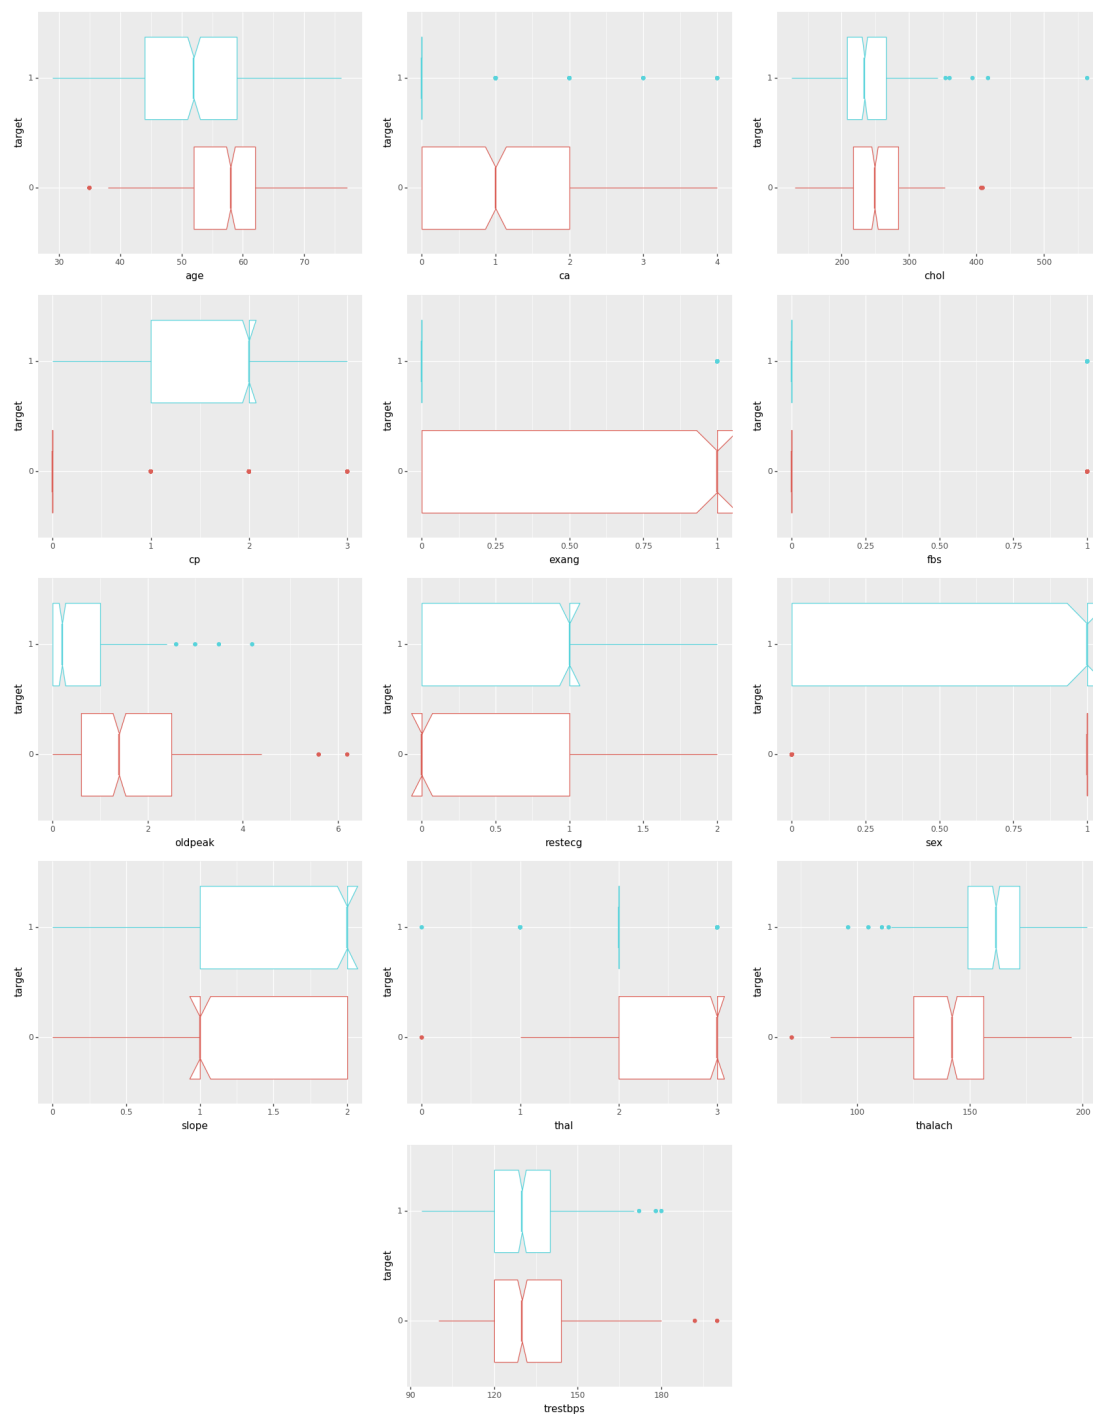 1
target
0
30 40 50 60 70
age
1
target
0
0 1 2 3 4
ca
1
target
0
200 300 400 500
chol
1
target
0
0 1 2 3
cp
1
target
0
0 0.25 0.50 0.75 1
exang
1
target
0
0 0.25 0.50 0.75 1
fbs
1
target
0
0 2 4 6
oldpeak
1
target
0
0 0.5 1 1.5 2
restecg
1
target
0
0 0.25 0.50 0.75 1
sex
1
target
0
0 0.5 1 1.5 2
slope
1
target
0
0 1 2 3
thal
1
target
0
100 150 200
thalach
1
target
0
90 120 150 180
trestbps